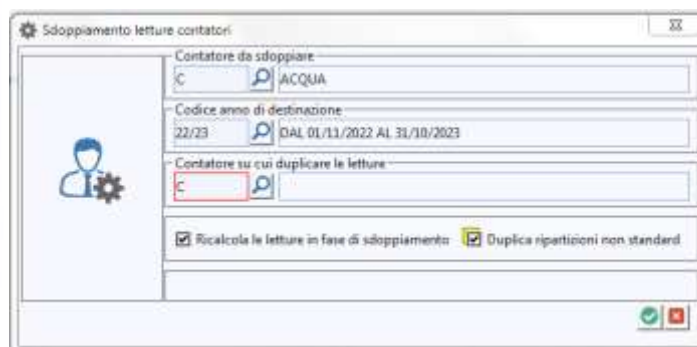 Sdoppiamento letture contatori
Contatore da sdoppiare
C ACQUA
Codice anno di destinazione
22/23 DAL 01/11/2022 AL 31/10/2023
Contatore su cui duplicare le letture
C
Ricalcola le letture in fase di sdoppiamento Duplica ripartizioni non standard